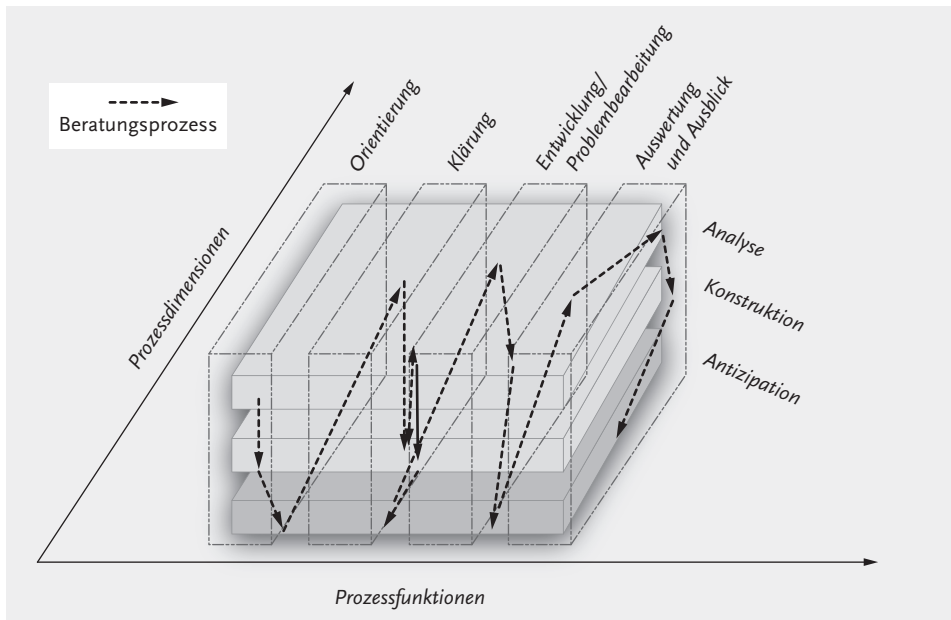 Beratungsprozess
Orientierung
Klärung
Entwicklung/
Problembearbeitung
Auswertung
und Ausblick
Analyse
Konstruktion
Antizipation
Prozessdimensionen
Prozessfunktionen